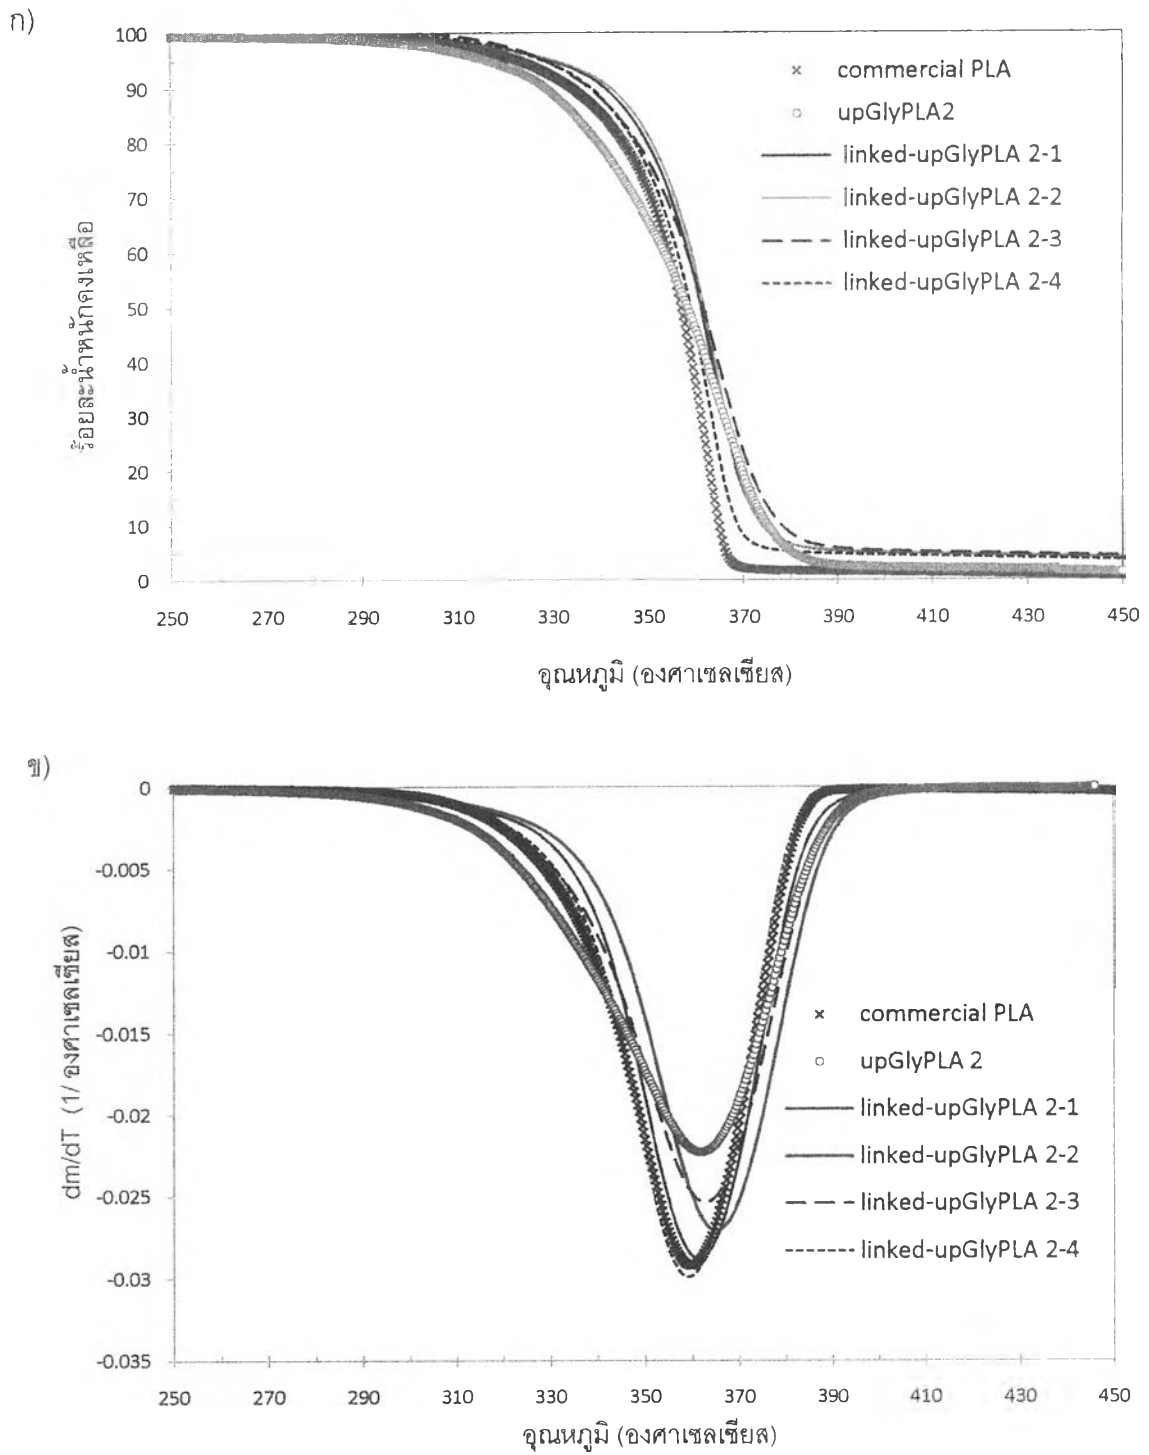 ก)
100
90
80
70
60
50
40
30
20
10
0
ร้อยละน้ำหนักคงเหลือ
× commercial PLA
○ upGlyPLA2
linked-upGlyPLA 2-1
linked-upGlyPLA 2-2
linked-upGlyPLA 2-3
linked-upGlyPLA 2-4
250 270 290 310 330 350 370 390 410 430 450
อุณหภูมิ (องศาเซลเซียส)
ข)
0
-0.005
-0.01
-0.015
-0.02
-0.025
-0.03
-0.035
dm/dT (1/องศาเซลเซียส)
× commercial PLA
○ upGlyPLA 2
linked-upGlyPLA 2-1
linked-upGlyPLA 2-2
linked-upGlyPLA 2-3
linked-upGlyPLA 2-4
250 270 290 310 330 350 370 390 410 430 450
อุณหภูมิ (องศาเซลเซียส)